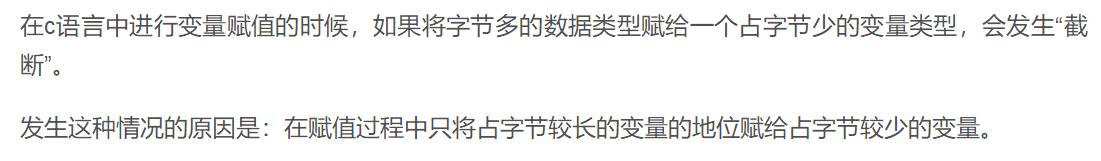 在c语言中进行变量赋值的时候，如果将字节多的数据类型赋给一个占字节少的变量类型，会发生“截
断”。
发生这种情况的原因是：在赋值过程中只将占字节较长的变量的地位赋给占字节较少的变量。